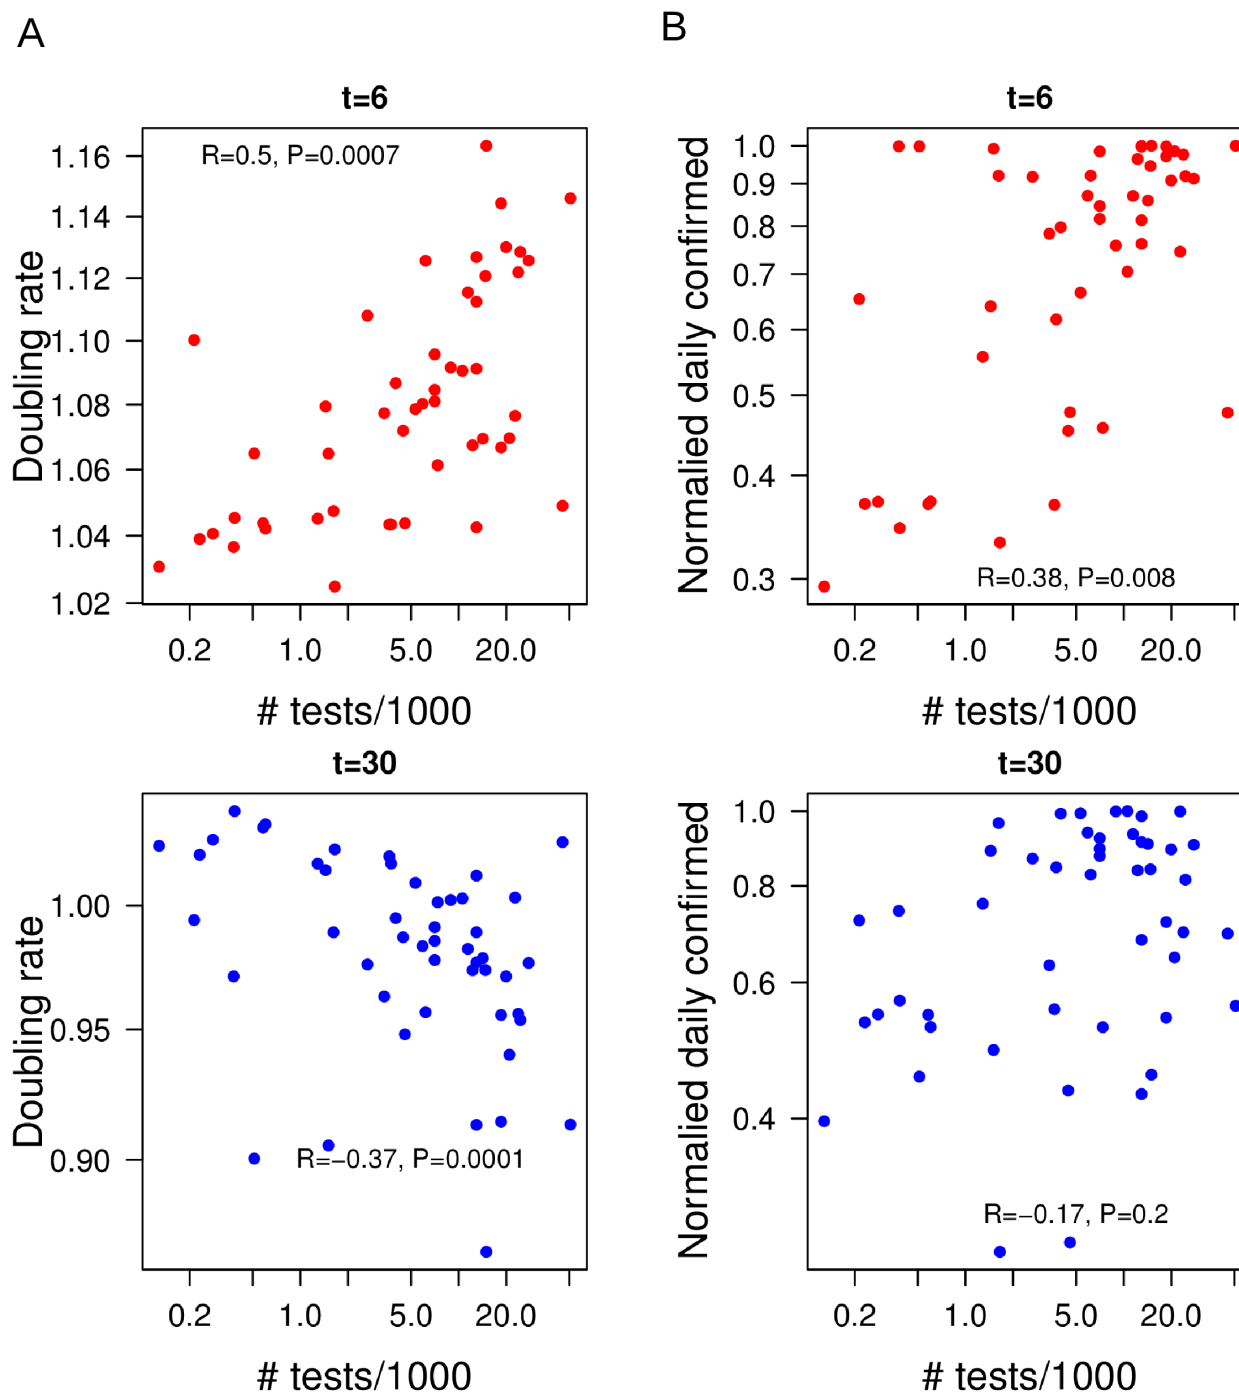 A
B
t=6
R=0.5, P=0.0007
Doubling rate
1.16
1.14
1.12
1.10
1.08
1.06
1.04
1.02
0.2 1.0 5.0 20.0
# tests/1000
t=6
Normalied daily confirmed
1.0
0.9
0.8
0.7
0.6
0.5
0.4
0.3
R=0.38, P=0.008
0.2 1.0 5.0 20.0
# tests/1000
t=30
Doubling rate
1.00
0.95
0.90
R=−0.37, P=0.0001
0.2 1.0 5.0 20.0
# tests/1000
t=30
Normalied daily confirmed
1.0
0.8
0.6
0.4
R=−0.17, P=0.2
0.2 1.0 5.0 20.0
# tests/1000